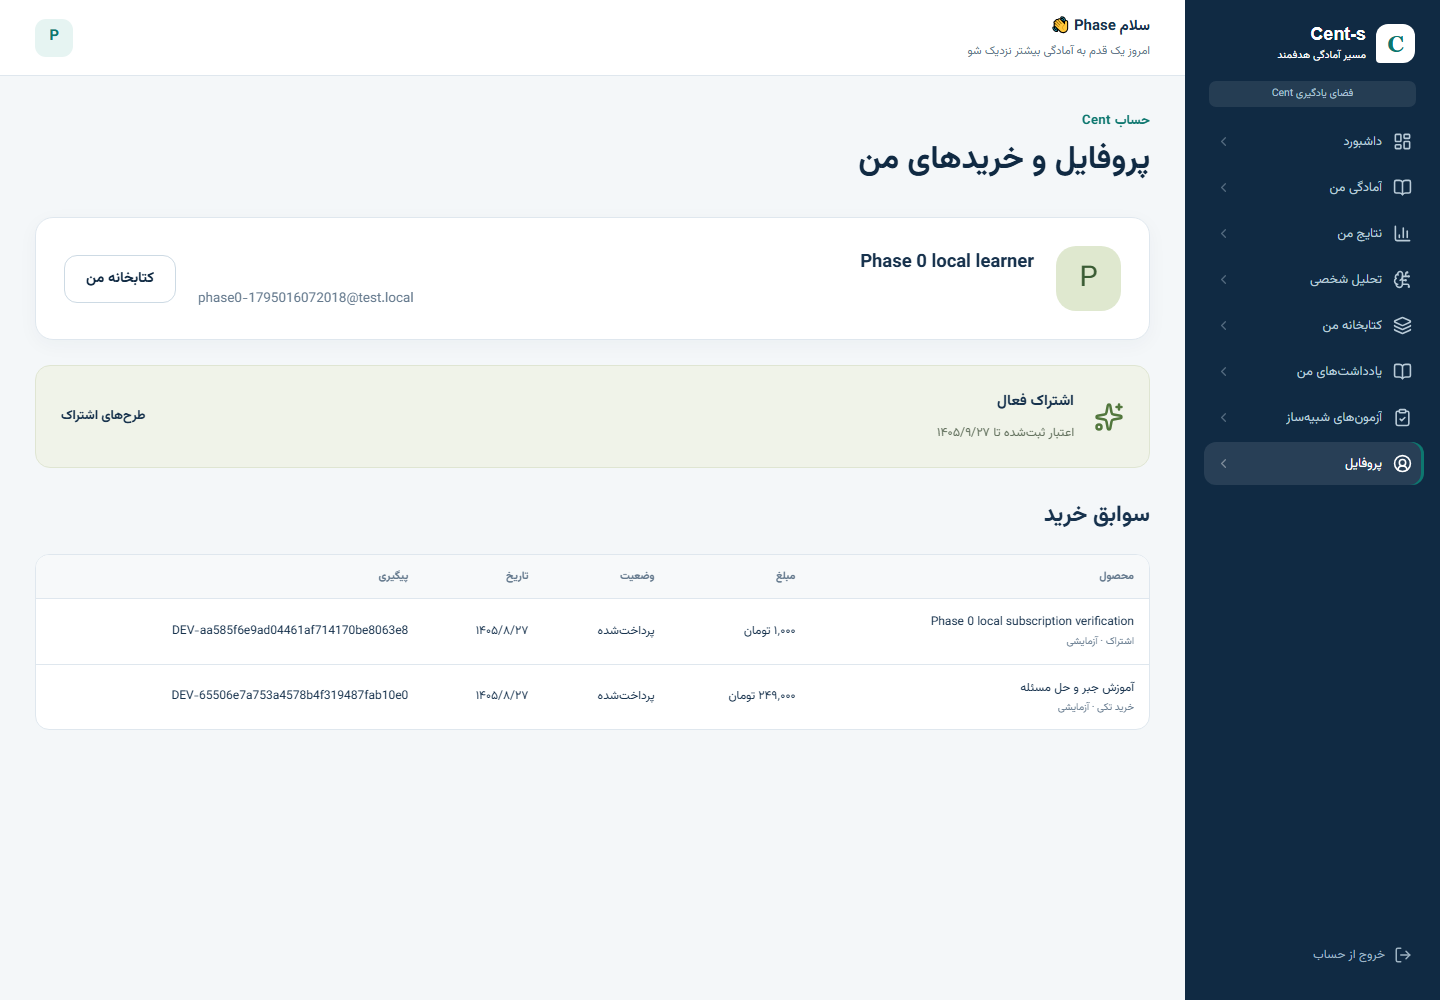 Cent-s
مسیر آمادگی هدفمند
C
فضای یادگیری Cent
داشبورد
آمادگی من
نتایج من
تحلیل شخصی
کتابخانه من
یادداشت‌های من
آزمون‌های شبیه‌ساز
پروفایل
خروج از حساب
سلام Phase 👋
امروز یک قدم به آمادگی بیشتر نزدیک شو
P
حساب Cent
پروفایل و خریدهای من
P
Phase 0 local learner
phase0-1795016072018@test.local
کتابخانه من
اشتراک فعال
اعتبار ثبت‌شده تا ۱۴۰۵/۹/۲۷
طرح‌های اشتراک
سوابق خرید
محصول مبلغ وضعیت تاریخ پیگیری
Phase 0 local subscription verification ۱,۰۰۰ تومان پرداخت‌شده ۱۴۰۵/۸/۲۷ DEV-aa585f6e9ad04461af714170be8063e8
اشتراک · آزمایشی
آموزش جبر و حل مسئله ۲۴۹,۰۰۰ تومان پرداخت‌شده ۱۴۰۵/۸/۲۷ DEV-65506e7a753a4578b4f319487fab10e0
خرید تکی · آزمایشی